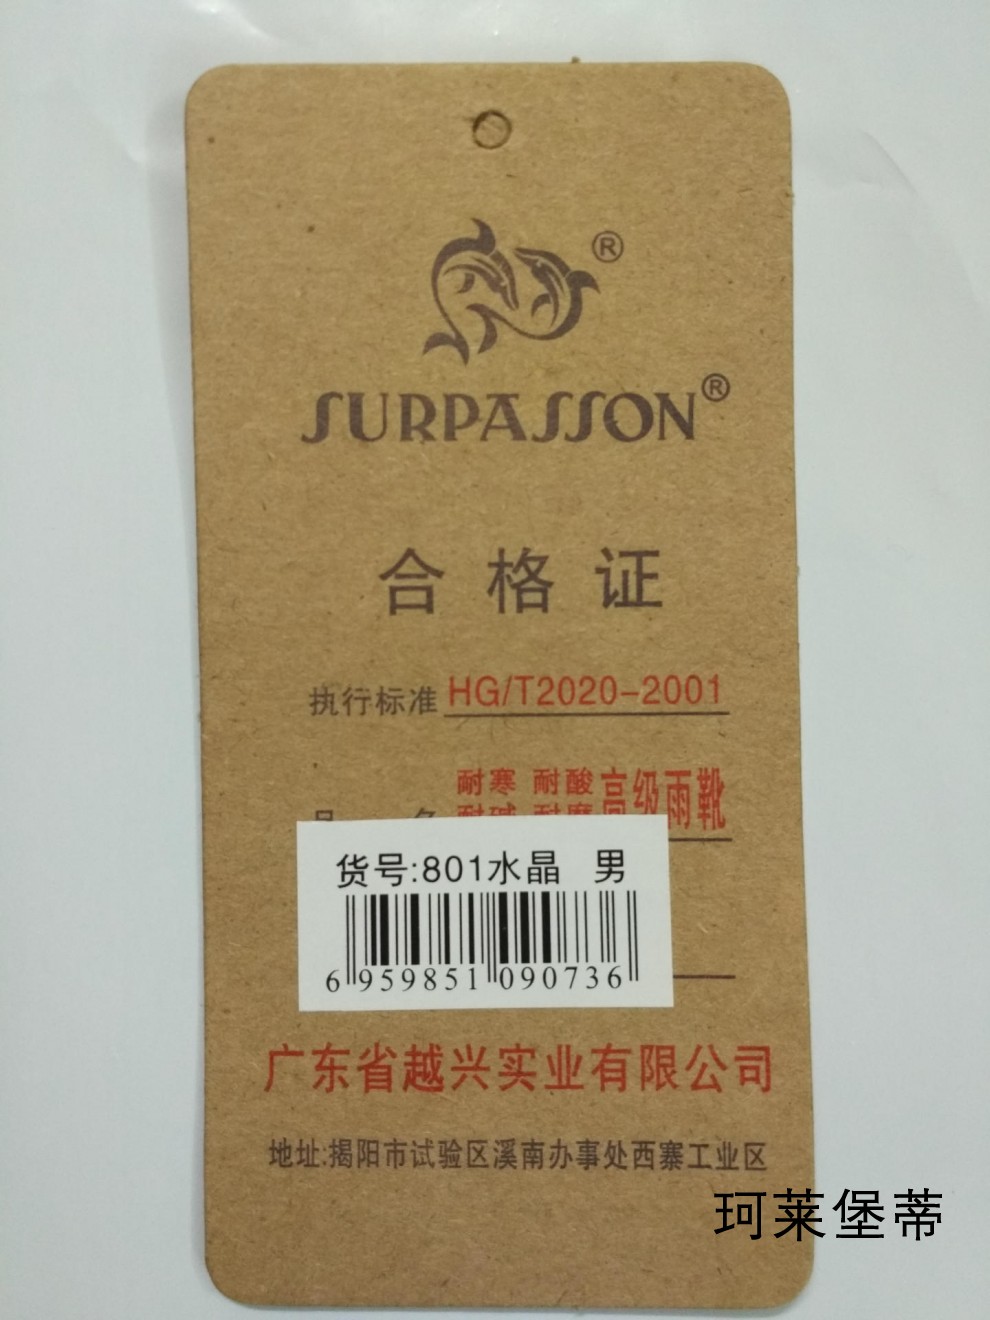 ®
SURPASSON®
合格证
执行标准 HG/T2020-2001
耐寒 耐酸 高级雨靴
货号:801水晶 男
6 959851 090736
广东省越兴实业有限公司
地址:揭阳市试验区溪南办事处西寨工业区
珂莱堡蒂